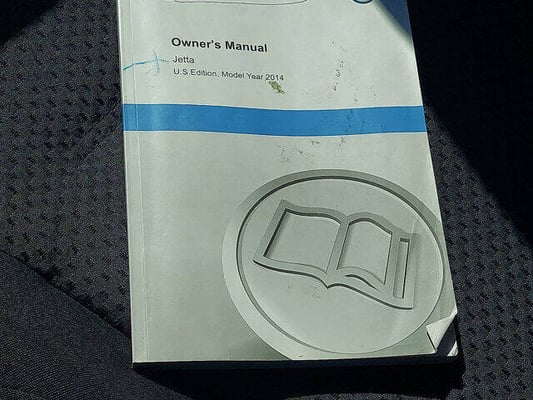 Owner's Manual
Jetta
U.S.Edition, Model Year 2014